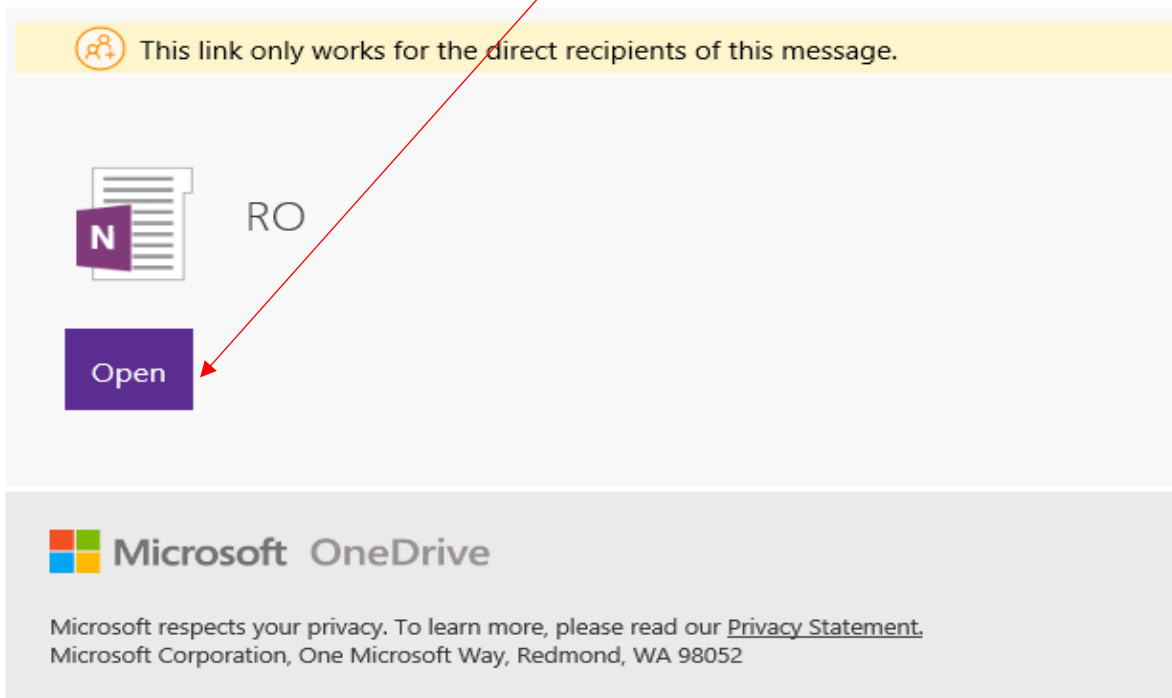 This link only works for the direct recipients of this message.
N
RO
Open
Microsoft OneDrive
Microsoft respects your privacy. To learn more, please read our Privacy Statement.
Microsoft Corporation, One Microsoft Way, Redmond, WA 98052